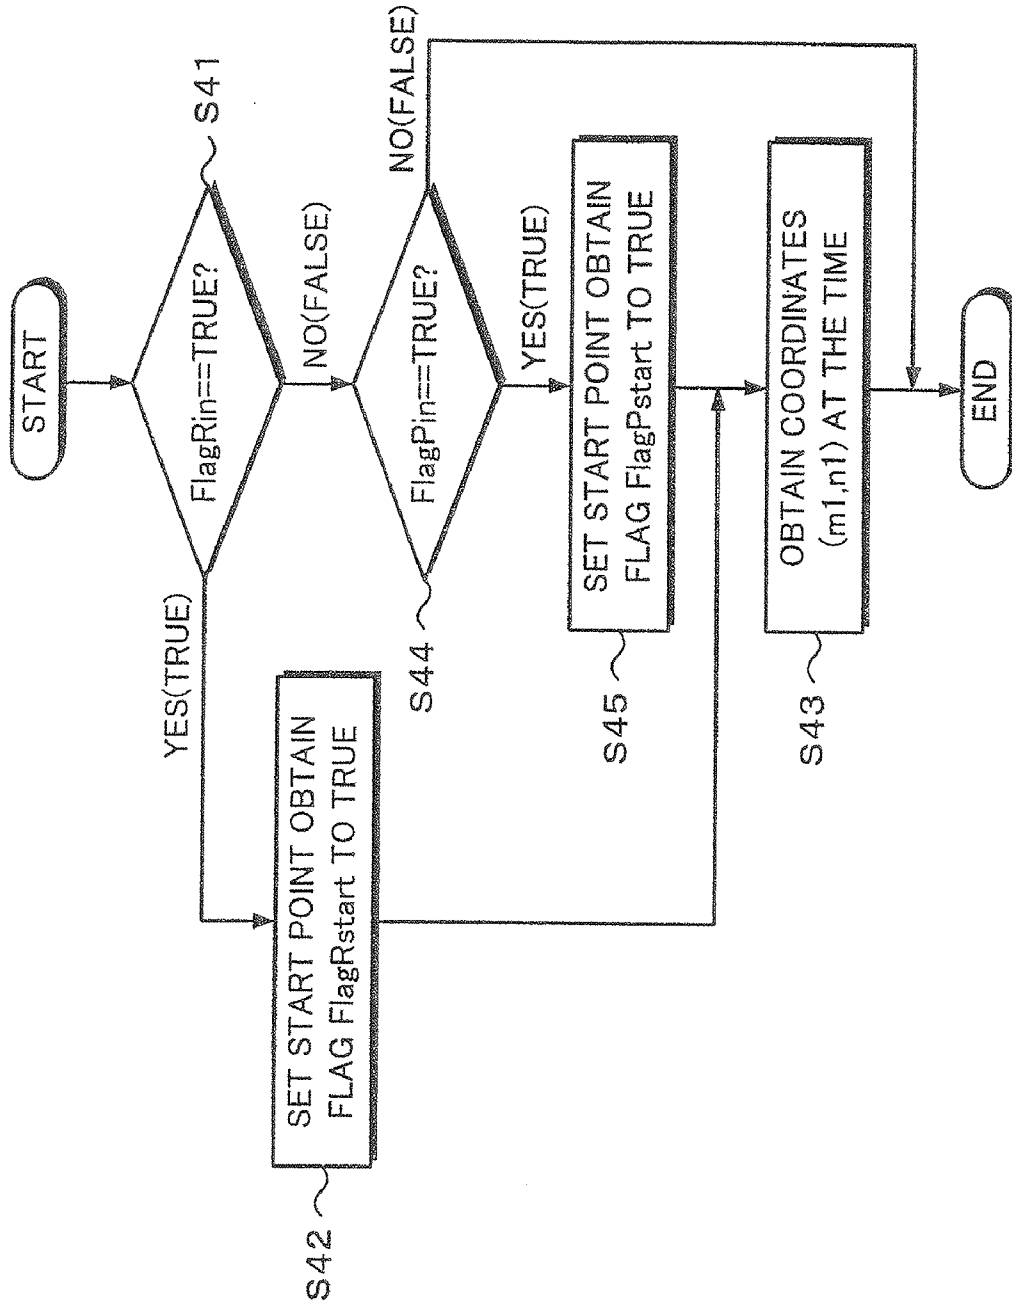 START
FlagRin==TRUE?
S41
YES(TRUE)
NO(FALSE)
SET START POINT OBTAIN
FLAG FlagRstart TO TRUE
S42
FlagPin==TRUE?
S44
NO(FALSE)
YES(TRUE)
SET START POINT OBTAIN
FLAG FlagPstart TO TRUE
S45
OBTAIN COORDINATES
(m1,n1) AT THE TIME
S43
END